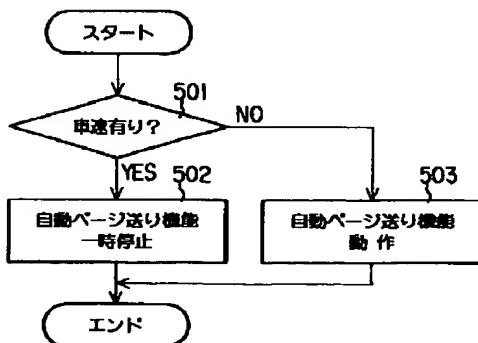 スタート
501
車速有り?
NO
YES
502
503
自動ページ送り機能
一時停止
自動ページ送り機能
動 作
エンド